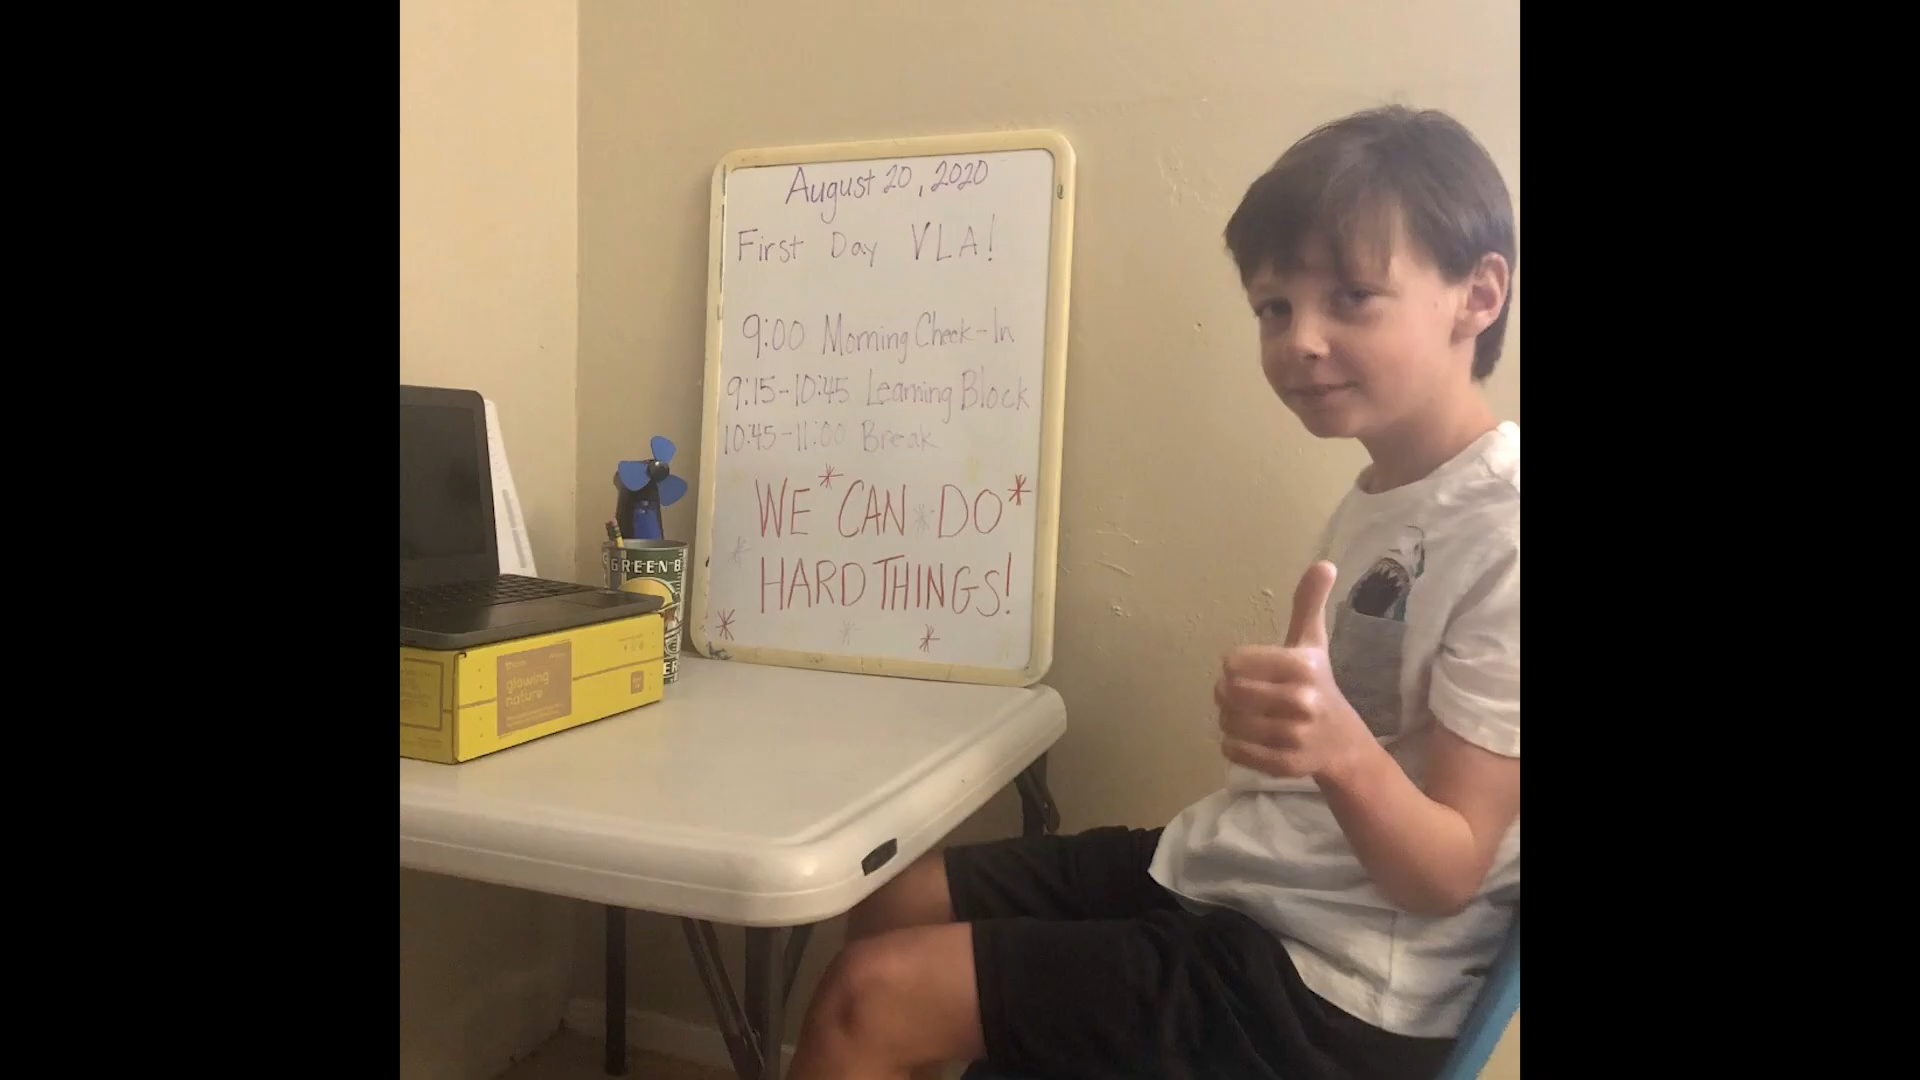 August 20, 2020
First Day VLA!
9:00 Morning Check-In
9:15-10:45 Learning Block
10:45-11:00 Break
WE CAN DO
HARD THINGS!
GREEN B
ER
glowing
nature